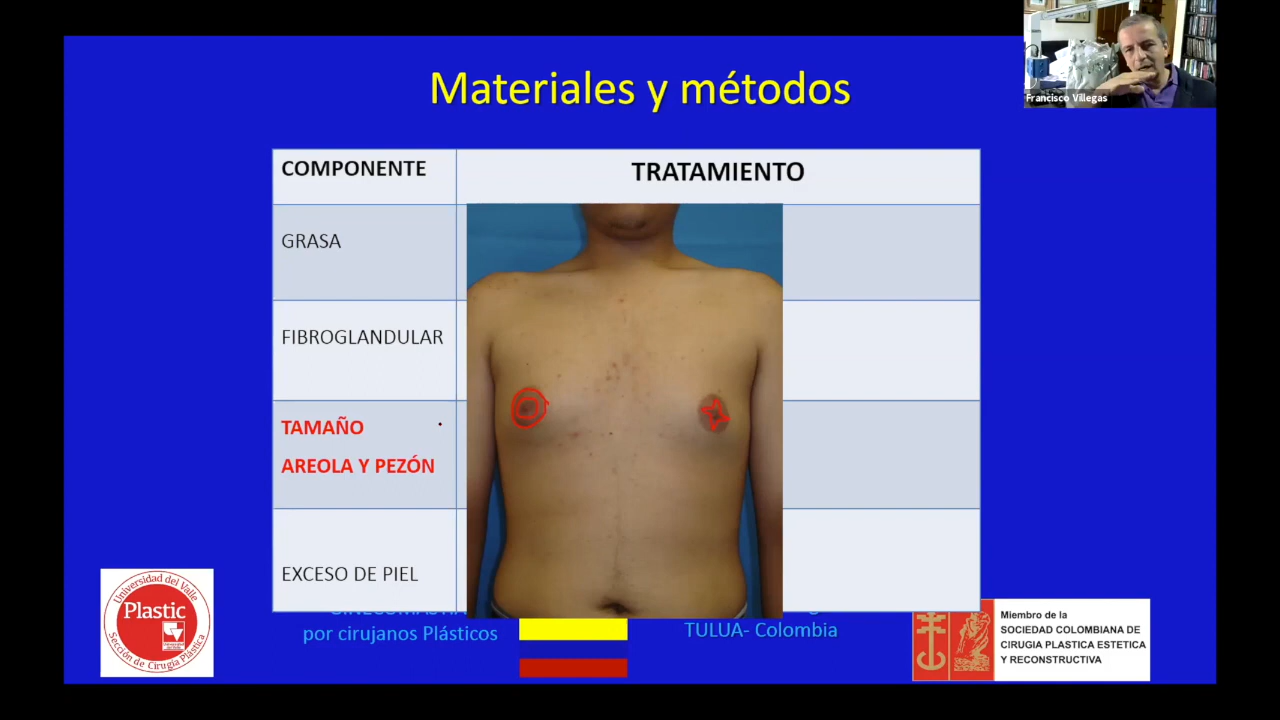 Materiales y métodos
Francisco Villegas
COMPONENTE
TRATAMIENTO
GRASA
FIBROGLANDULAR
TAMAÑO
AREOLA Y PEZÓN
EXCESO DE PIEL
por cirujanos Plásticos
TULUA- Colombia
Universidad del Valle
Plastic
Sección de Cirugía Plástica
Miembro de la
SOCIEDAD COLOMBIANA DE
CIRUGIA PLASTICA ESTETICA
Y RECONSTRUCTIVA